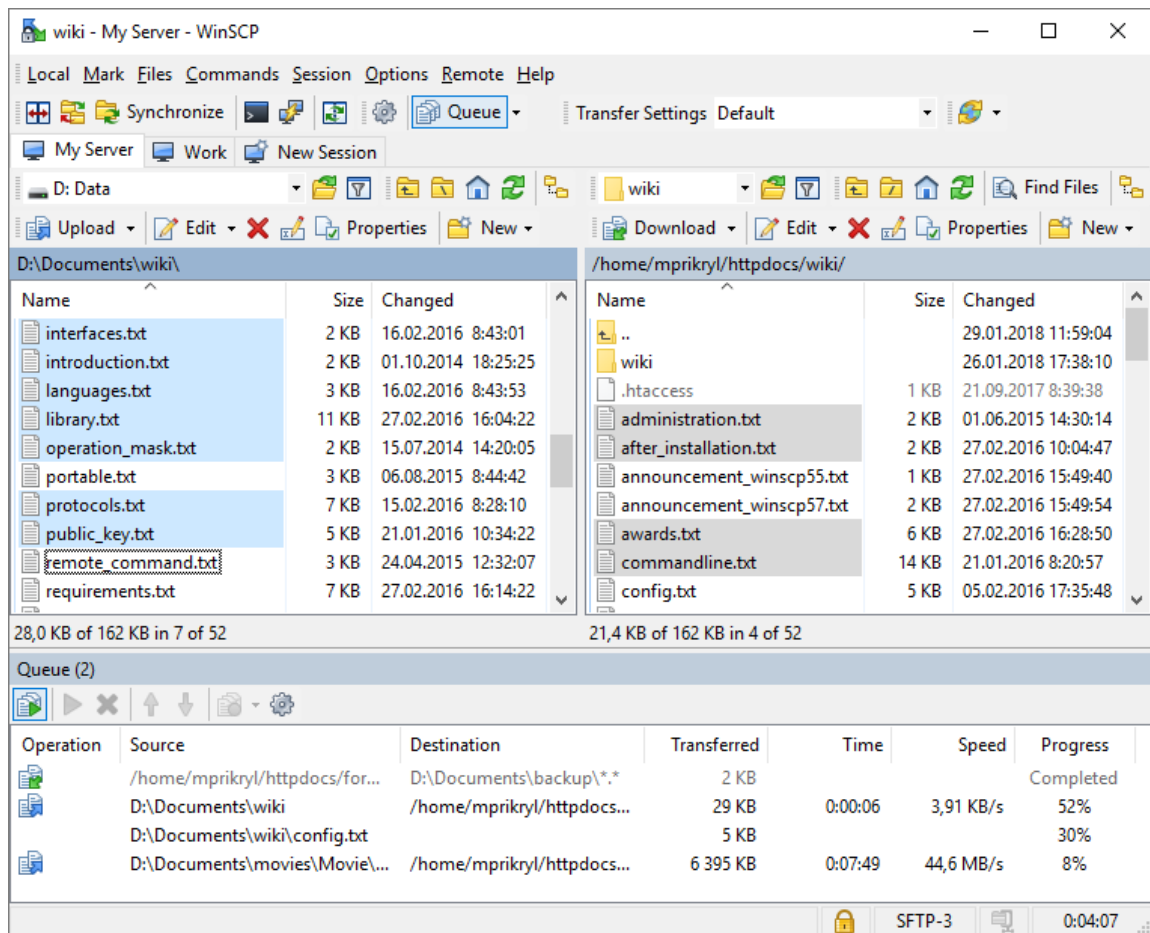 wiki - My Server - WinSCP
Local Mark Files Commands Session Options Remote Help
Synchronize Queue Transfer Settings Default
My Server Work New Session
D: Data wiki Find Files
Upload Edit Properties New Download Edit Properties New
D:\Documents\wiki\ /home/mprikryl/httpdocs/wiki/
Name Size Changed Name Size Changed
interfaces.txt 2 KB 16.02.2016 8:43:01 .. 29.01.2018 11:59:04
introduction.txt 2 KB 01.10.2014 18:25:25 wiki 26.01.2018 17:38:10
languages.txt 3 KB 16.02.2016 8:43:53 .htaccess 1 KB 21.09.2017 8:39:38
library.txt 11 KB 27.02.2016 16:04:22 administration.txt 2 KB 01.06.2015 14:30:14
operation_mask.txt 2 KB 15.07.2014 14:20:05 after_installation.txt 2 KB 27.02.2016 10:04:47
portable.txt 3 KB 06.08.2015 8:44:42 announcement_winscp55.txt 1 KB 27.02.2016 15:49:40
protocols.txt 7 KB 15.02.2016 8:28:10 announcement_winscp57.txt 2 KB 27.02.2016 15:49:54
public_key.txt 5 KB 21.01.2016 10:34:22 awards.txt 6 KB 27.02.2016 16:28:50
remote_command.txt 3 KB 24.04.2015 12:32:07 commandline.txt 14 KB 21.01.2016 8:20:57
requirements.txt 7 KB 27.02.2016 16:14:22 config.txt 5 KB 05.02.2016 17:35:48
28,0 KB of 162 KB in 7 of 52 21,4 KB of 162 KB in 4 of 52
Queue (2)
Operation Source Destination Transferred Time Speed Progress
/home/mprikryl/httpdocs/for... D:\Documents\backup\*.* 2 KB Completed
D:\Documents\wiki /home/mprikryl/httpdocs... 29 KB 0:00:06 3,91 KB/s 52%
D:\Documents\wiki\config.txt 5 KB 30%
D:\Documents\movies\Movie\... /home/mprikryl/httpdocs... 6 395 KB 0:07:49 44,6 MB/s 8%
SFTP-3 0:04:07